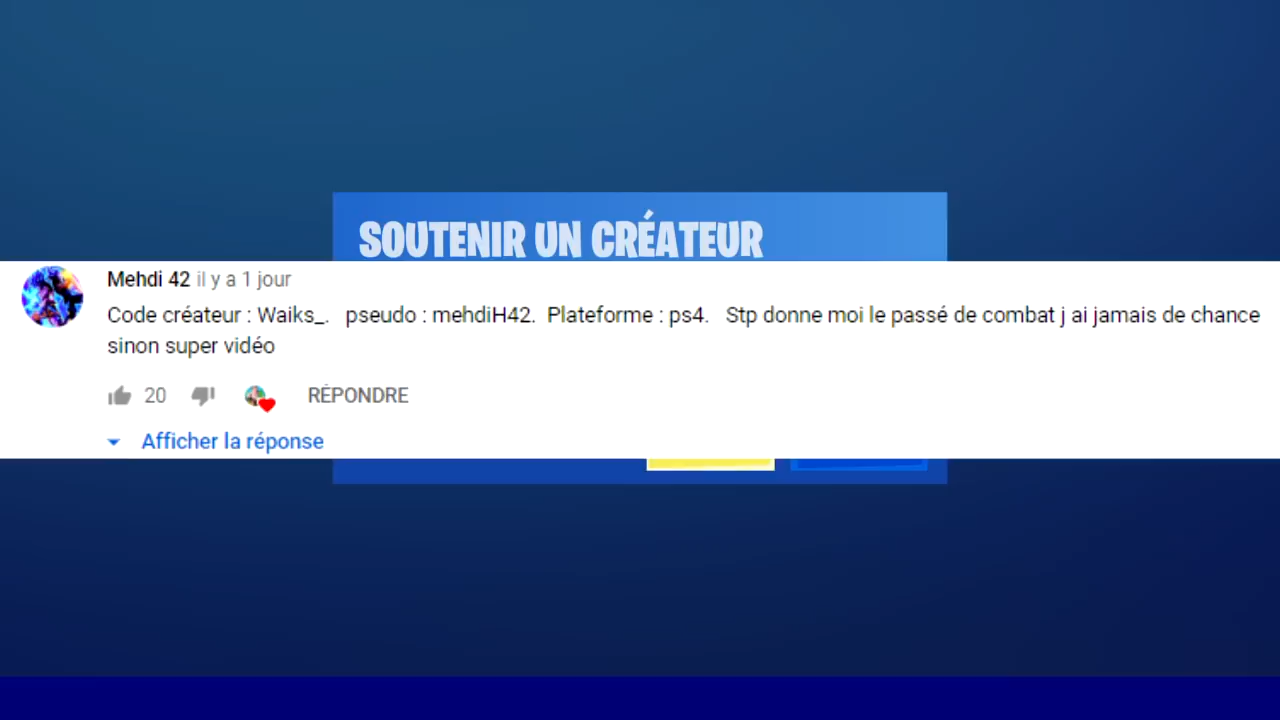 SOUTENIR UN CRÉATEUR
Mehdi 42 il y a 1 jour
Code créateur : Waiks_. pseudo : mehdiH42. Plateforme : ps4. Stp donne moi le passé de combat j ai jamais de chance
sinon super vidéo
20 RÉPONDRE
Afficher la réponse